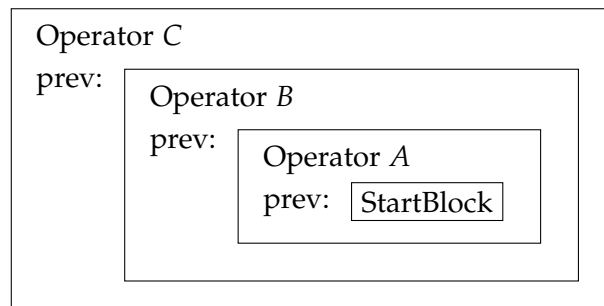 Operator C
prev:
Operator B
prev:
Operator A
prev: StartBlock